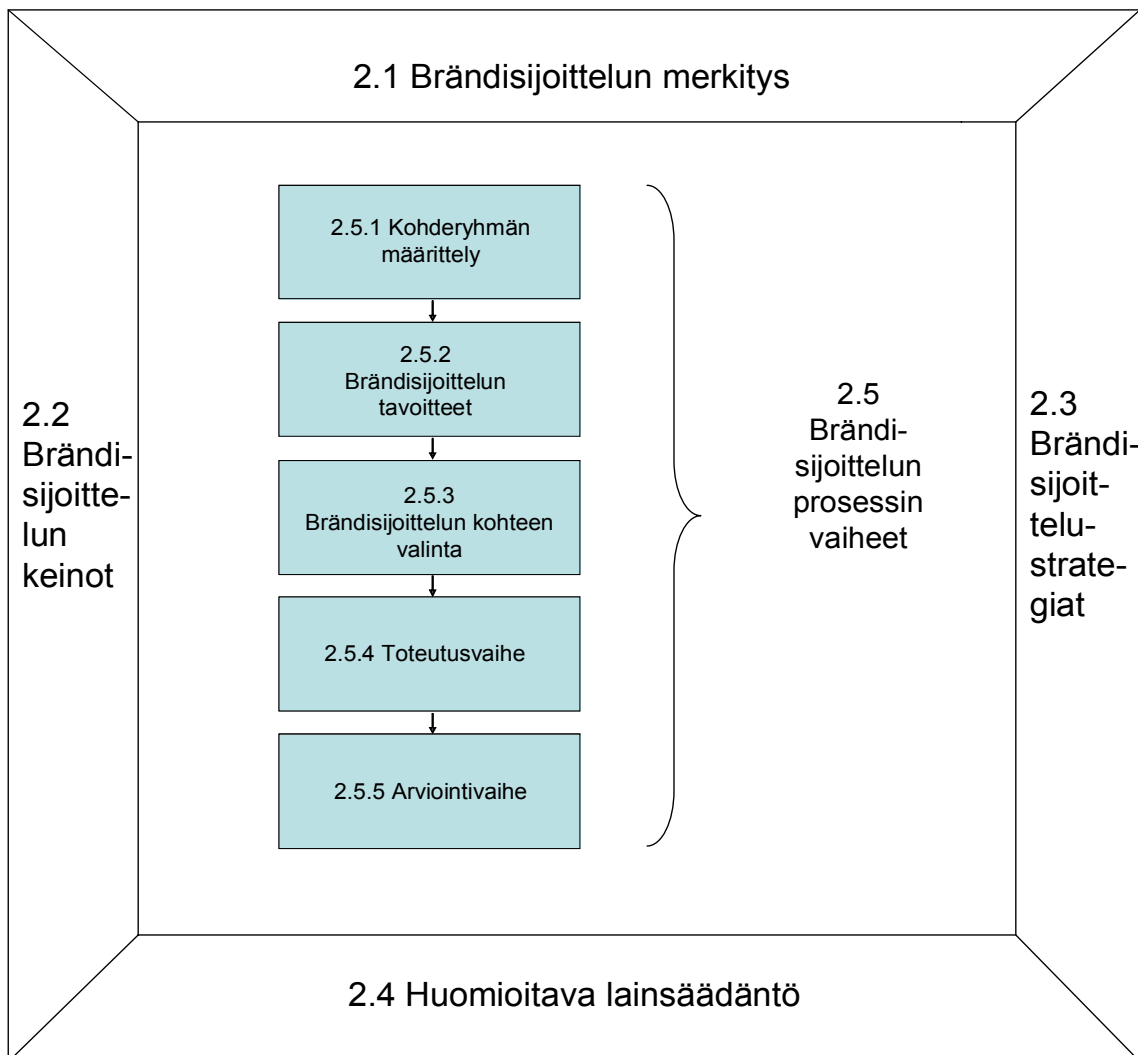 2.1 Brändisijoittelun merkitys
2.2
Brändi-
sijoitte-
lun
keinot
2.5.1 Kohderyhmän
määrittely
2.5.2
Brändisijoittelun
tavoitteet
2.5.3
Brändisijoittelun kohteen
valinta
2.5.4 Toteutusvaihe
2.5.5 Arviointivaihe
2.5
Brändi-
sijoittelun
prosessin
vaiheet
2.3
Brändi-
sijoit-
telu-
strate-
giat
2.4 Huomioitava lainsäädäntö